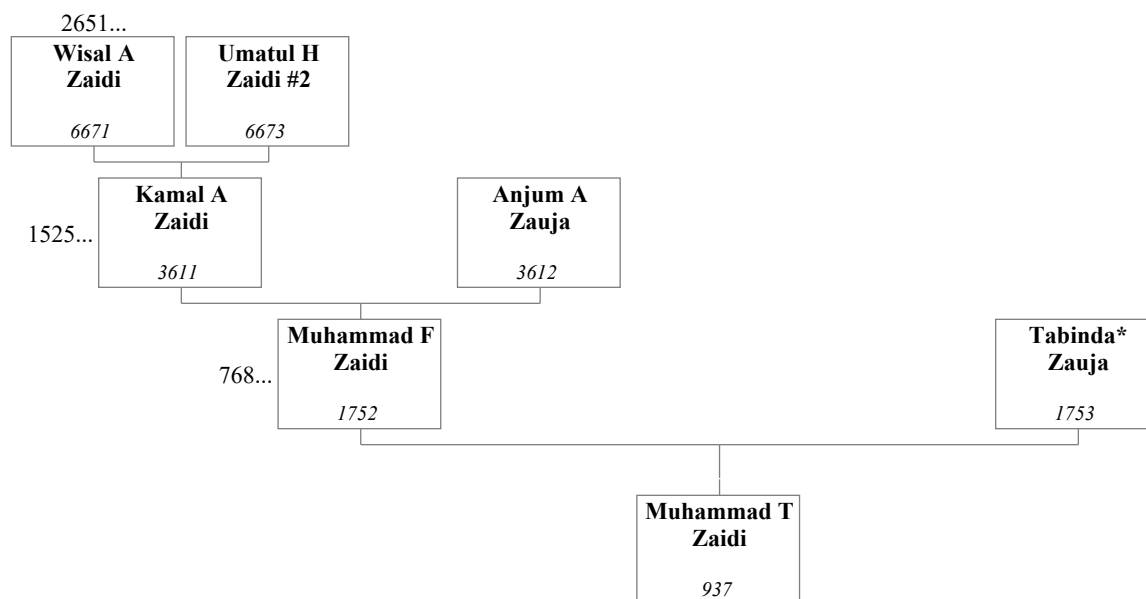 2651...
Wisal A
Zaidi
6671
Umatul H
Zaidi #2
6673
1525...
Kamal A
Zaidi
3611
Anjum A
Zauja
3612
768...
Muhammad F
Zaidi
1752
Tabinda*
Zauja
1753
Muhammad T
Zaidi
937